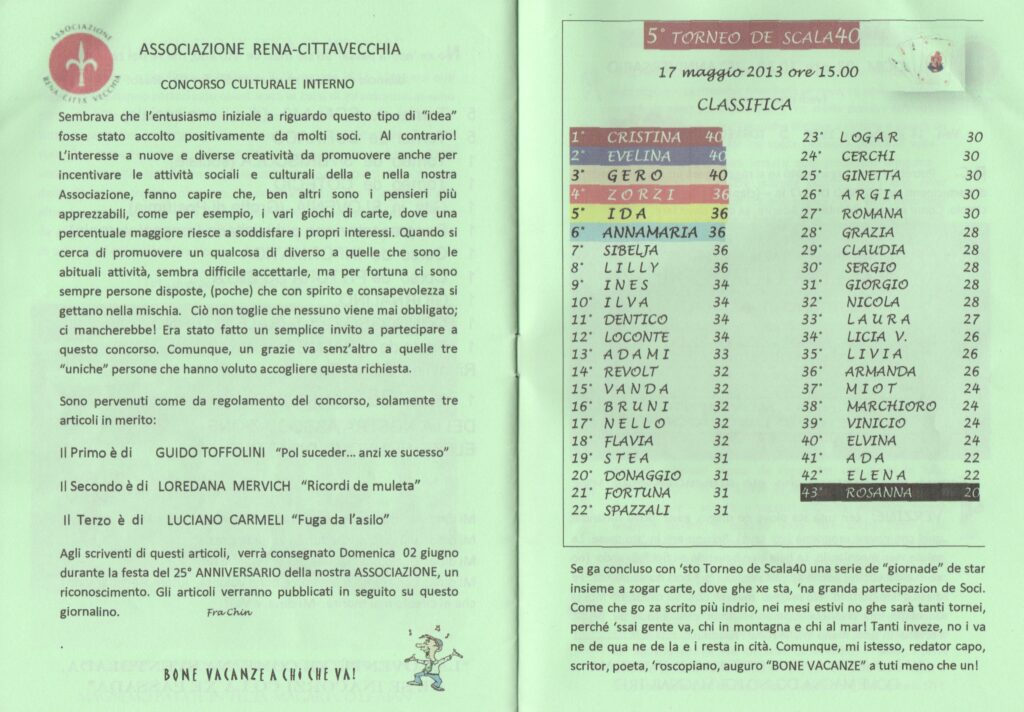 ASSOCIAZIONE
RENA CITTA VECCHIA
ASSOCIAZIONE RENA-CITTAVECCHIA
CONCORSO CULTURALE INTERNO
Sembrava che l'entusiasmo iniziale a riguardo questo tipo di “idea”
fosse stato accolto positivamente da molti soci. Al contrario!
L'interesse a nuove e diverse creatività da promuovere anche per
incentivare le attività sociali e culturali della e nella nostra
Associazione, fanno capire che, ben altri sono i pensieri più
apprezzabili, come per esempio, i vari giochi di carte, dove una
percentuale maggiore riesce a soddisfare i propri interessi. Quando si
cerca di promuovere un qualcosa di diverso a quelle che sono le
abituali attività, sembra difficile accettarle, ma per fortuna ci sono
sempre persone disposte, (poche) che con spirito e consapevolezza si
gettano nella mischia. Ciò non toglie che nessuno viene mai obbligato;
ci mancherebbe! Era stato fatto un semplice invito a partecipare a
questo concorso. Comunque, un grazie va senz'altro a quelle tre
“uniche” persone che hanno voluto accogliere questa richiesta.
Sono pervenuti come da regolamento del concorso, solamente tre
articoli in merito:
Il Primo è di GUIDO TOFFOLINI “Pol suceder... anzi xe sucesso”
Il Secondo è di LOREDANA MERVICH “Ricordi de muleta”
Il Terzo è di LUCIANO CARMELI “Fuga da l'asilo”
Agli scriventi di questi articoli, verrà consegnato Domenica 02 giugno
durante la festa del 25° ANNIVERSARIO della nostra ASSOCIAZIONE, un
riconoscimento. Gli articoli verranno pubblicati in seguito su questo
giornalino. Fra Chin
BONE VACANZE A CHI CHE VA!
5° TORNEO DE SCALA40
17 maggio 2013 ore 15.00
CLASSIFICA
1° CRISTINA 40
2° EVELINA 40
3° GERO 40
4° ZORZI 36
5° IDA 36
6° ANNAMARIA 36
7° SIBELJA 36
8° LILLY 36
9° INES 34
10° ILVA 34
11° DENTICO 34
12° LOCONTE 34
13° ADAMI 33
14° REVOLT 32
15° VANDA 32
16° BRUNI 32
17° NELLO 32
18° FLAVIA 32
19° STEA 31
20° DONAGGIO 31
21° FORTUNA 31
22° SPAZZALI 31
23° LOGAR 30
24° CERCHI 30
25° GINETTA 30
26° ARGIA 30
27° ROMANA 30
28° GRAZIA 28
29° CLAUDIA 28
30° SERGIO 28
31° GIORGIO 28
32° NICOLA 28
33° LAURA 27
34° LICIA V. 26
35° LIVIA 26
36° ARMANDA 26
37° MIOT 24
38° MARCHIORO 24
39° VINICIO 24
40° ELVINA 24
41° ADA 22
42° ELENA 22
43° ROSANNA 20
Se ga concluso con 'sto Torneo de Scala40 una serie de “giornade” de star
insieme a zogar carte, dove ghe xe sta, 'na granda partecipazion de Soci.
Come che go za scrito più indrio, nei mesi estivi no ghe sarà tanti tornei,
perché 'ssai gente va, chi in montagna e chi al mar! Tanti inveze, no i va
ne de qua ne de la e i resta in cità. Comunque, mi istesso, redator capo,
scritor, poeta, 'roscopiano, auguro “BONE VACANZE” a tuti meno che un!